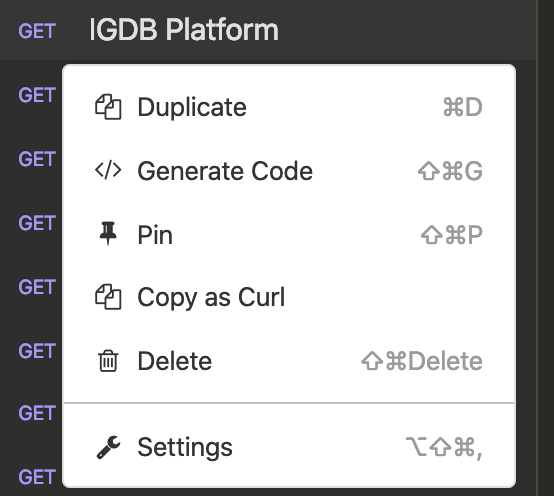 GET IGDB Platform
GET
Duplicate ⌘D
GET
Generate Code ⇧⌘G
GET
Pin ⇧⌘P
GET
Copy as Curl
GET
Delete ⇧⌘Delete
GET
Settings ⌥⇧⌘,
GET